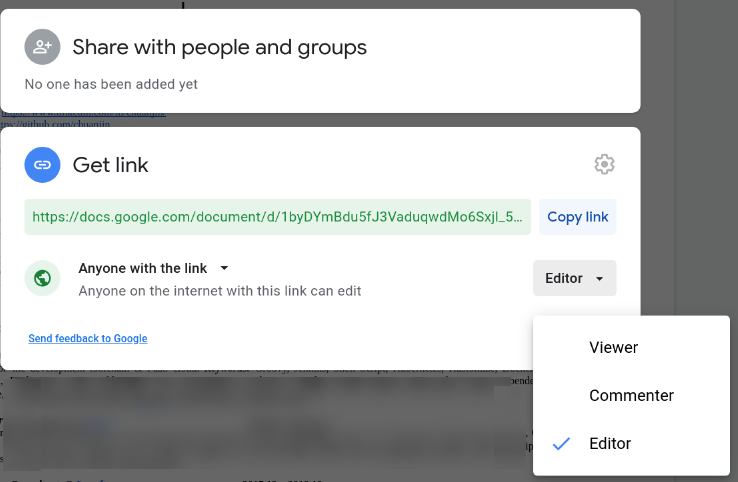 Share with people and groups
No one has been added yet
Get link
https://docs.google.com/document/d/1byDYmBdu5fJ3VaduqwdMo6Sxjl_5...
Copy link
Anyone with the link
Anyone on the internet with this link can edit
Editor
Send feedback to Google
Viewer
Commenter
Editor